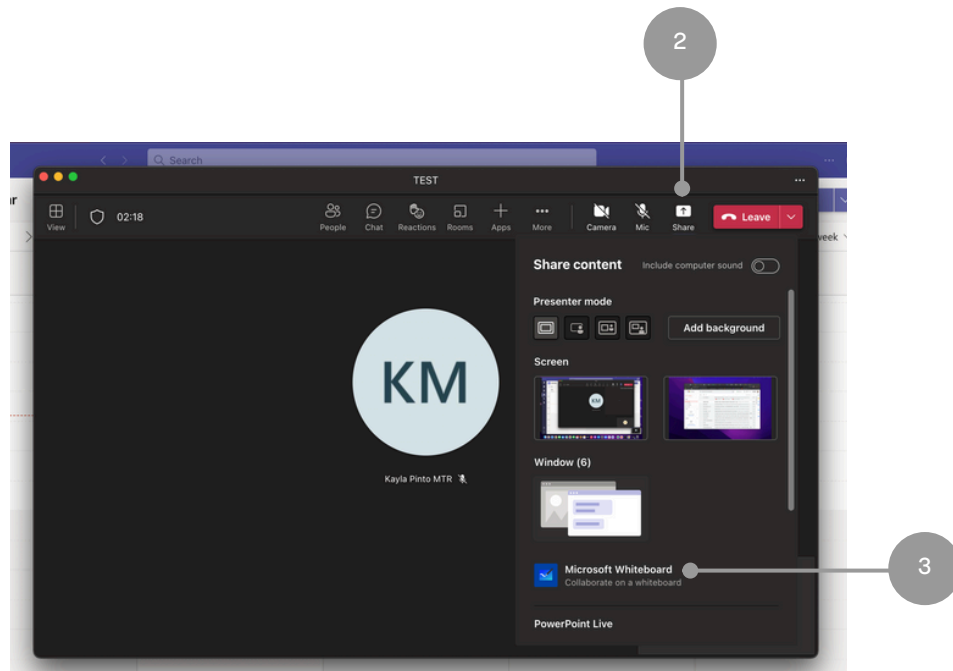 2
Search
TEST
View
02:18
People
Chat
Reactions
Rooms
Apps
More
Camera
Mic
Share
Leave
week
Share content
Include computer sound
Presenter mode
Add background
Screen
KM
KM
Kayla Pinto MTR
Window (6)
Microsoft Whiteboard
Collaborate on a whiteboard
3
PowerPoint Live